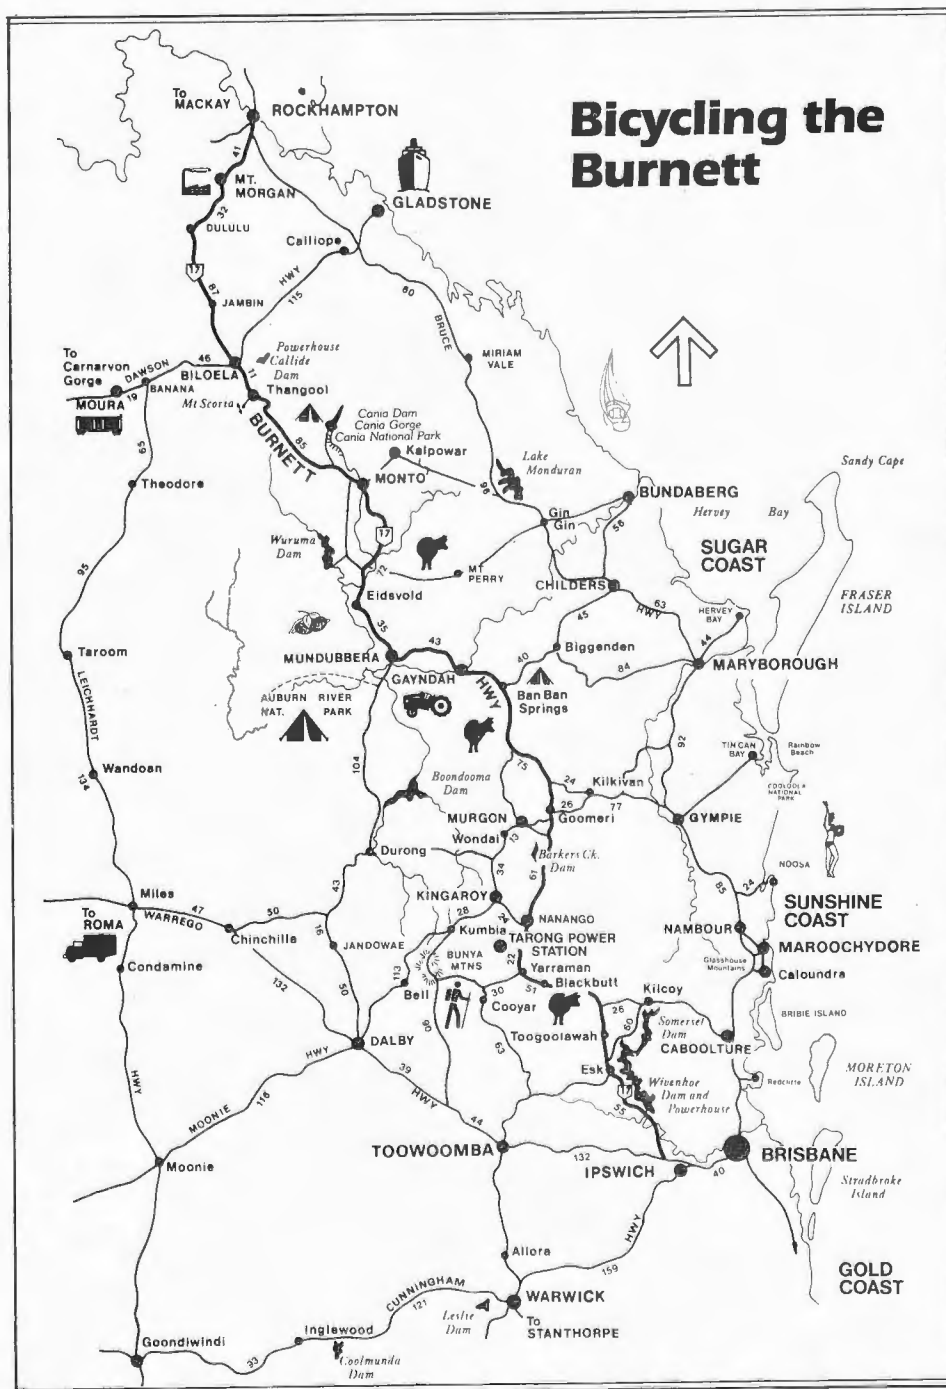 Bicycling the
Burnett
To
MACKAY
ROCKHAMPTON
41
MT.
MORGAN
GLADSTONE
32
DULULU
Calliope
17
HWY
87
JAMBIN
115
80
BRUCE
MIRIAM
VALE
To
Carnarvon
Gorge
DAWSON
46
Powerhouse
Callide
Dam
BILOELA
11
BANANA
19
MOURA
Thangool
Mt Scoria
BURNETT
85
Cania Dam
Cania Gorge
Cania National Park
Kalpowar
65
Theodore
MONTO
Lake
Monduran
96
Sandy Cape
BUNDABERG
Hervey Bay
Gin
Gin
56
17
SUGAR
COAST
Wuruma
Dam
72
MT
PERRY
CHILDERS
63
HWY
HERVEY
BAY
FRASER
ISLAND
95
Eidsvold
35
45
44
43
Biggenden
Taroom
MUNDUBBERA
40
84
MARYBOROUGH
GAYNDAH
HWY
Ban Ban
Springs
AUBURN RIVER
NAT. PARK
LEICHHARDT
92
TIN CAN
BAY
Rainbow
Beach
75
Wandoan
104
Boondooma
Dam
24
Kilkivan
COOLOOLA
NATIONAL
PARK
134
26
77
MURGON
Goomeri
GYMPIE
Wondai
13
Durong
Barkers Ck.
Dam
34
61
NOOSA
43
KINGAROY
85
24
Miles
SUNSHINE
COAST
To
ROMA
WARREGO
47
50
28
24
NANANGO
Chinchilla
16
Kumbia
TARONG POWER
STATION
NAMBOUR
MAROOCHYDORE
JANDOWAE
BUNYA
MTNS
22
Glasshouse
Mountains
Condamine
132
113
Yarraman
Caloundra
50
Bell
51
Blackbutt
30
Cooyar
26
Kilcoy
60
BRIBIE ISLAND
Somerset
Dam
90
Toogoolawah
CABOOLTURE
DALBY
63
HWY
Esk
MORETON
ISLAND
HWY
39
Redcliffe
17
Wivenhoe
Dam and
Powerhouse
MOONIE
116
HWY
44
55
TOOWOOMBA
132
BRISBANE
Moonie
IPSWICH
40
Stradbroke
Island
HWY
Allora
159
GOLD
COAST
CUNNINGHAM
121
WARWICK
Leslie
Dam
To
STANTHORPE
Inglewood
Goondiwindi
93
Coolmunda
Dam